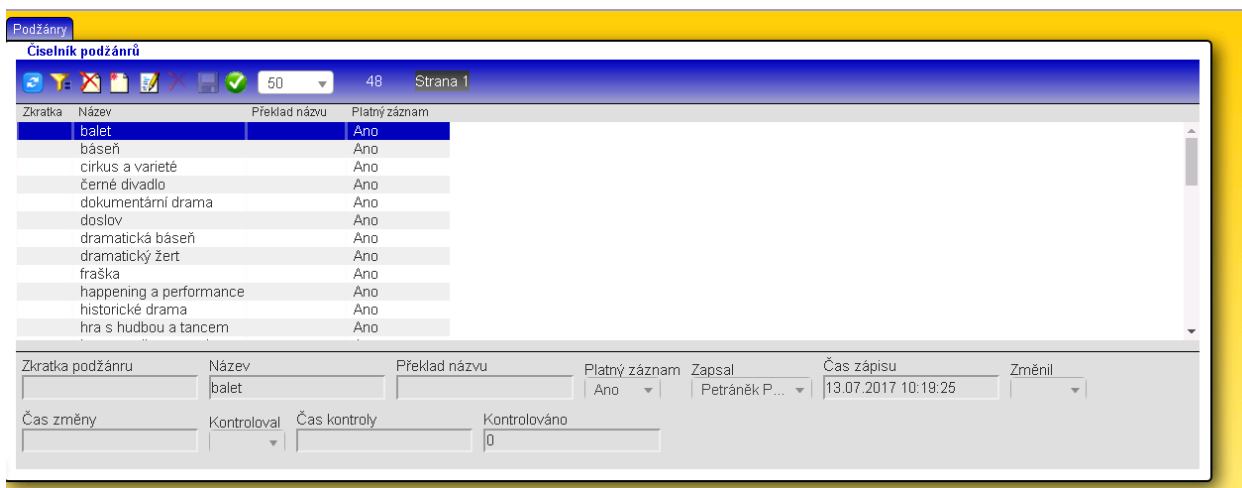 Podžánry
Čiselník podžánrů
50 48 Strana 1
Zkratka Název Překlad názvu Platný záznam
balet Ano
báseň Ano
cirkus a varieté Ano
černé divadlo Ano
dokumentární drama Ano
doslov Ano
dramatická báseň Ano
dramatický žert Ano
fraška Ano
happening a performance Ano
historické drama Ano
hra s hudbou a tancem Ano
Zkratka podžánru Název Překlad názvu Platný záznam Zapsal Čas zápisu Změnil
balet Ano Petráněk P... 13.07.2017 10:19:25
Čas změny Kontroloval Čas kontroly Kontrolováno
0